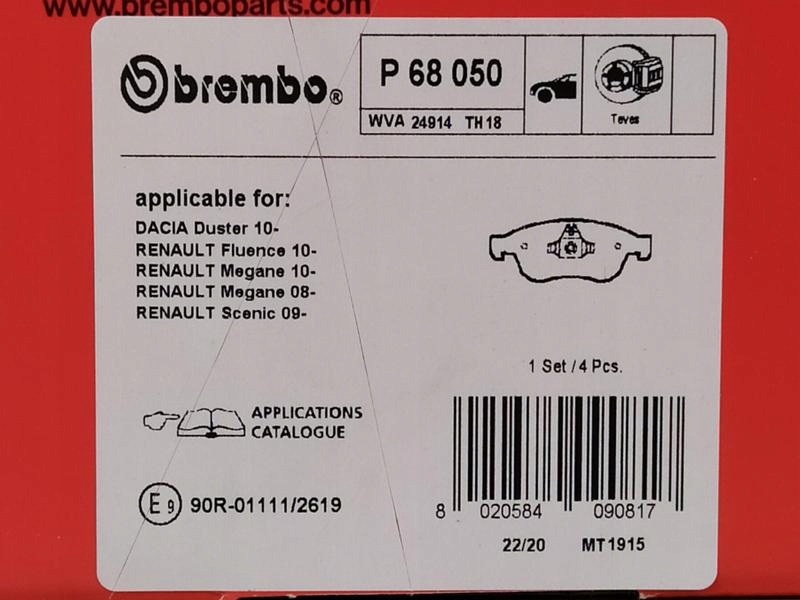 www.bremboparts.com
brembo®
P 68 050
WVA 24914 TH18
Teves
applicable for:
DACIA Duster 10-
RENAULT Fluence 10-
RENAULT Megane 10-
RENAULT Megane 08-
RENAULT Scenic 09-
1 Set / 4 Pcs.
APPLICATIONS
CATALOGUE
E9 90R-01111/2619
8 020584 090817
22/20 MT1915